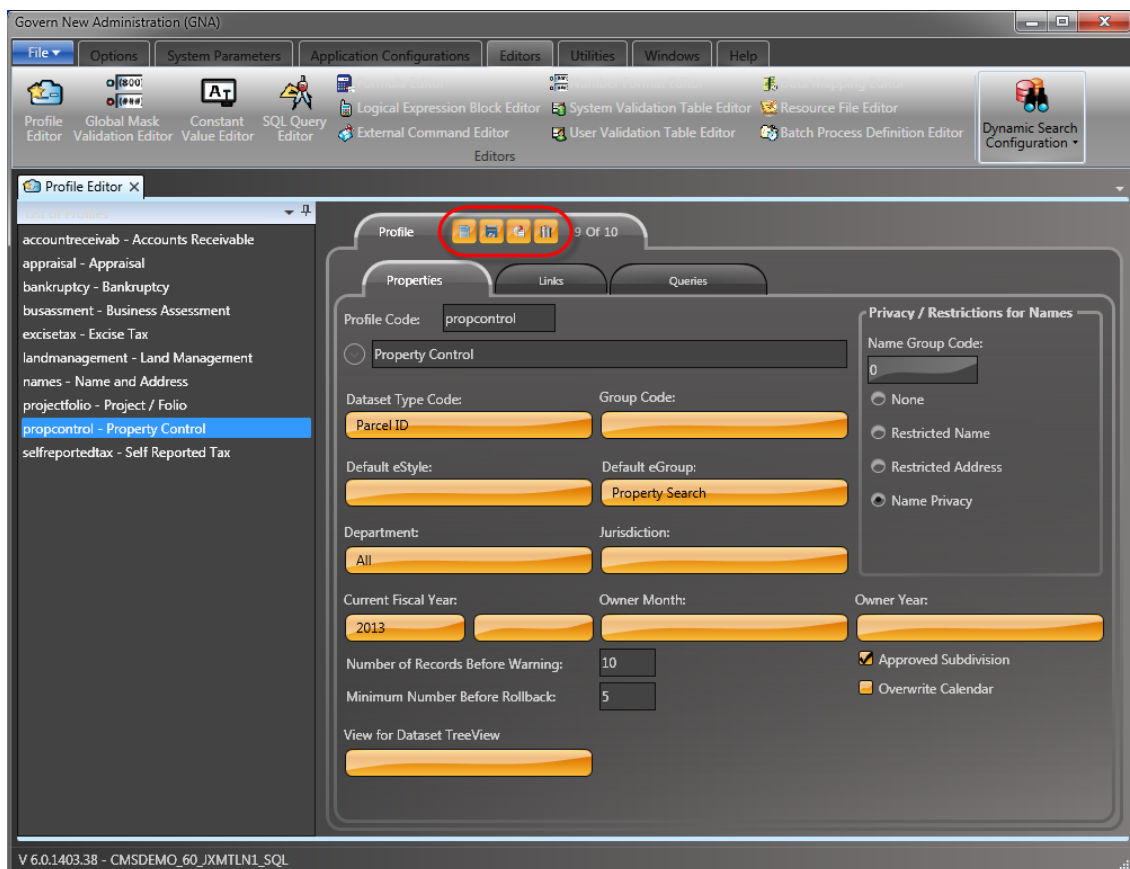 Govern New Administration (GNA)
File Options System Parameters Application Configurations Editors Utilities Windows Help
Profile Editor
Global Mask Validation Editor
Constant Value Editor
SQL Query Editor
Logical Expression Block Editor
External Command Editor
System Validation Table Editor
User Validation Table Editor
Resource File Editor
Batch Process Definition Editor
Dynamic Search Configuration
Editors
Profile Editor
accountreceivab - Accounts Receivable
appraisal - Appraisal
bankruptcy - Bankruptcy
busassment - Business Assessment
excisetax - Excise Tax
landmanagement - Land Management
names - Name and Address
projectfolio - Project / Folio
propcontrol - Property Control
selfreportedtax - Self Reported Tax
Profile 9 Of 10
Properties Links Queries
Profile Code: propcontrol
Property Control
Dataset Type Code: Group Code:
Parcel ID
Default eStyle: Default eGroup:
Property Search
Department: Jurisdiction:
All
Current Fiscal Year: Owner Month: Owner Year:
2013
Number of Records Before Warning: 10
Minimum Number Before Rollback: 5
View for Dataset TreeView
Privacy / Restrictions for Names
Name Group Code:
0
None
Restricted Name
Restricted Address
Name Privacy
Approved Subdivision
Overwrite Calendar
V 6.0.1403.38 - CMSDEMO_60_JXMTLN1_SQL